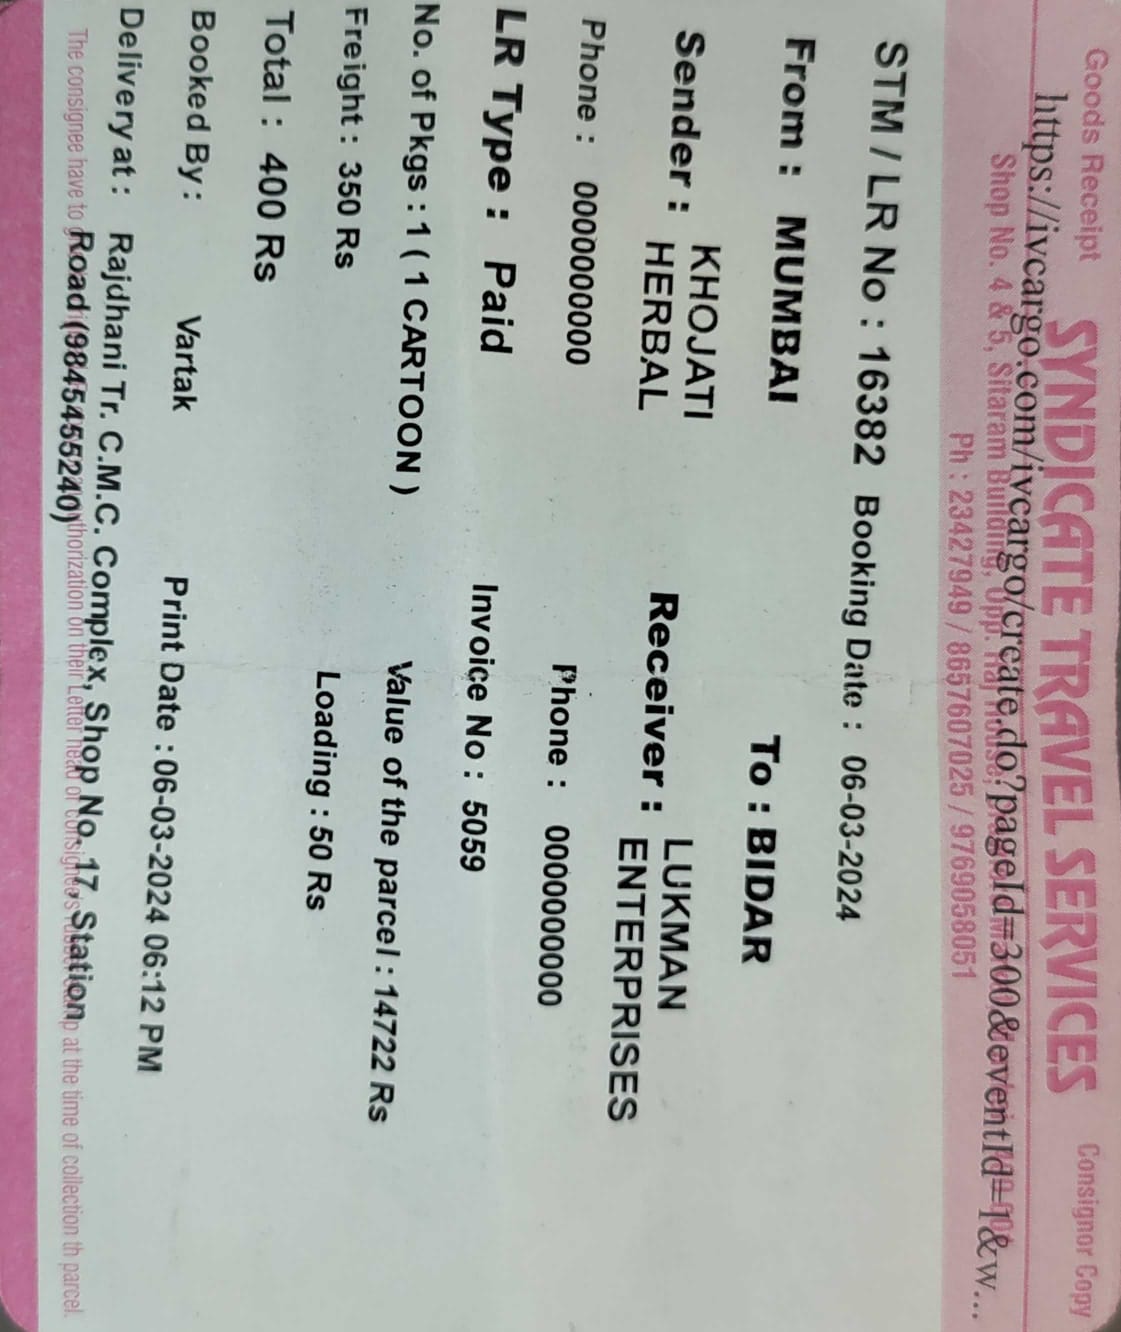 Goods Receipt SYNDICATE TRAVEL SERVICES Consignor Copy
https://ivcargo.com/ivcargo/create.do?pageId=300&eventId=1&w...
Shop No. 4 & 5, Sitaram Building, Opp. Haj House,
Ph : 23427949 / 8657607025 / 9769058051
STM / LR No : 16382 Booking Date : 06-03-2024
From : MUMBAI To : BIDAR
Sender : KHOJATI HERBAL Receiver : LUKMAN ENTERPRISES
Phone : 0000000000 Phone : 0000000000
LR Type : Paid Invoice No : 5059
No. of Pkgs : 1 ( 1 CARTOON ) Value of the parcel : 14722 Rs
Freight : 350 Rs Loading : 50 Rs
Total : 400 Rs
Booked By : Vartak Print Date : 06-03-2024 06:12 PM
Delivery at : Rajdhani Tr. C.M.C. Complex, Shop No. 17, Station
Road (9845455240)
The consignee have to authorization on their Letter head or consignee's at the time of collection th parcel.